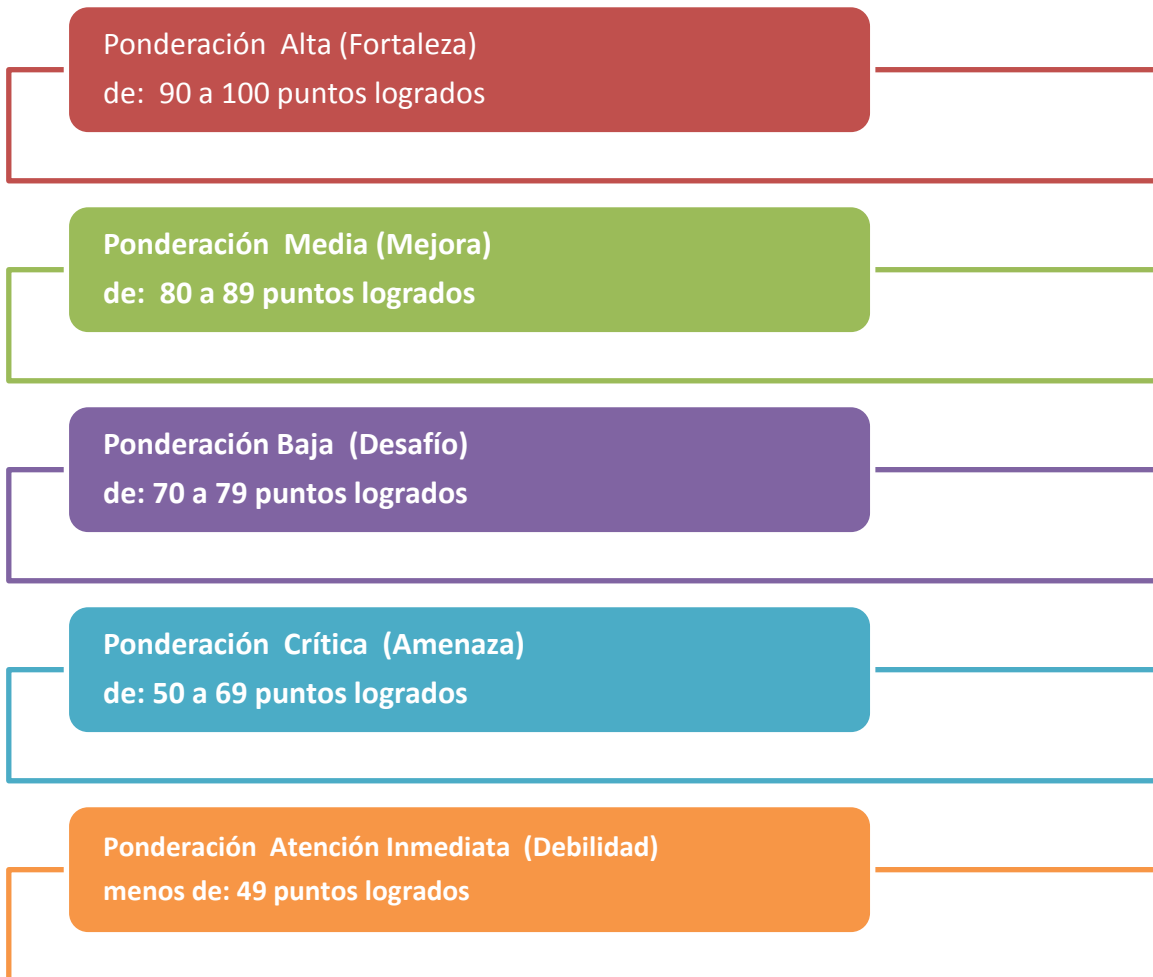 Ponderación  Alta (Fortaleza)
de:  90 a 100 puntos logrados
Ponderación  Media (Mejora)
de:  80 a 89 puntos logrados
Ponderación Baja  (Desafío)
de: 70 a 79 puntos logrados
Ponderación  Crítica  (Amenaza)
de: 50 a 69 puntos logrados
Ponderación  Atención Inmediata  (Debilidad)
menos de: 49 puntos logrados